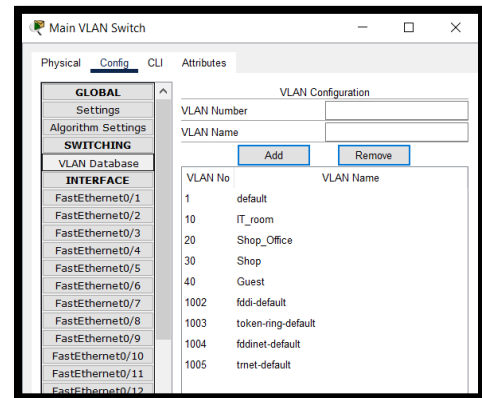 Main VLAN Switch
Physical Config CLI Attributes
GLOBAL
Settings
Algorithm Settings
SWITCHING
VLAN Database
INTERFACE
FastEthernet0/1
FastEthernet0/2
FastEthernet0/3
FastEthernet0/4
FastEthernet0/5
FastEthernet0/6
FastEthernet0/7
FastEthernet0/8
FastEthernet0/9
FastEthernet0/10
FastEthernet0/11
FastEthernet0/12
VLAN Configuration
VLAN Number
VLAN Name
Add Remove
VLAN No VLAN Name
1 default
10 IT_room
20 Shop_Office
30 Shop
40 Guest
1002 fddi-default
1003 token-ring-default
1004 fddinet-default
1005 trnet-default